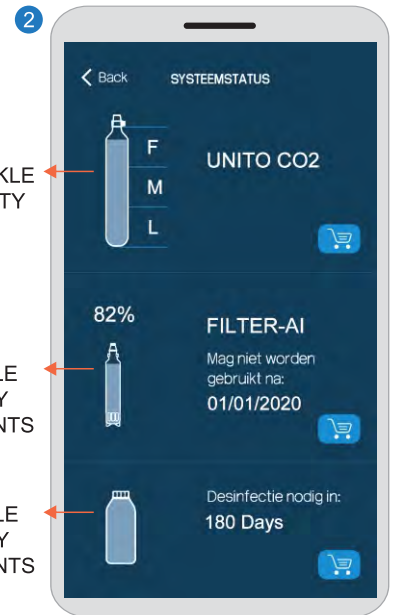 2
Back
SYSTEEMSTATUS
F
M
L
UNITO CO2
KLE
TY
82%
FILTER-AI
Mag niet worden
gebruikt na:
01/01/2020
LE
Y
NTS
Desinfectie nodig in:
180 Days
LE
Y
NTS